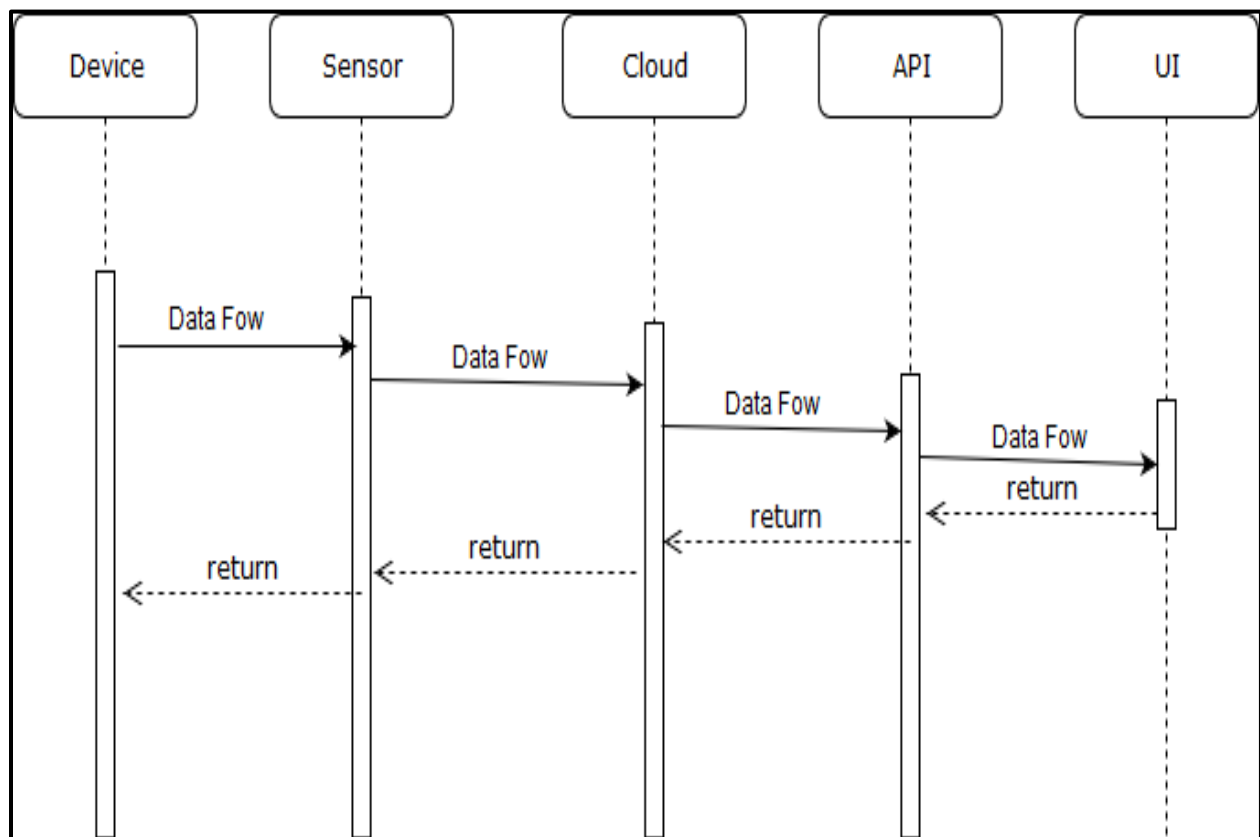 Device
Sensor
Cloud
API
UI
Data Fow
Data Fow
Data Fow
Data Fow
return
return
return
return